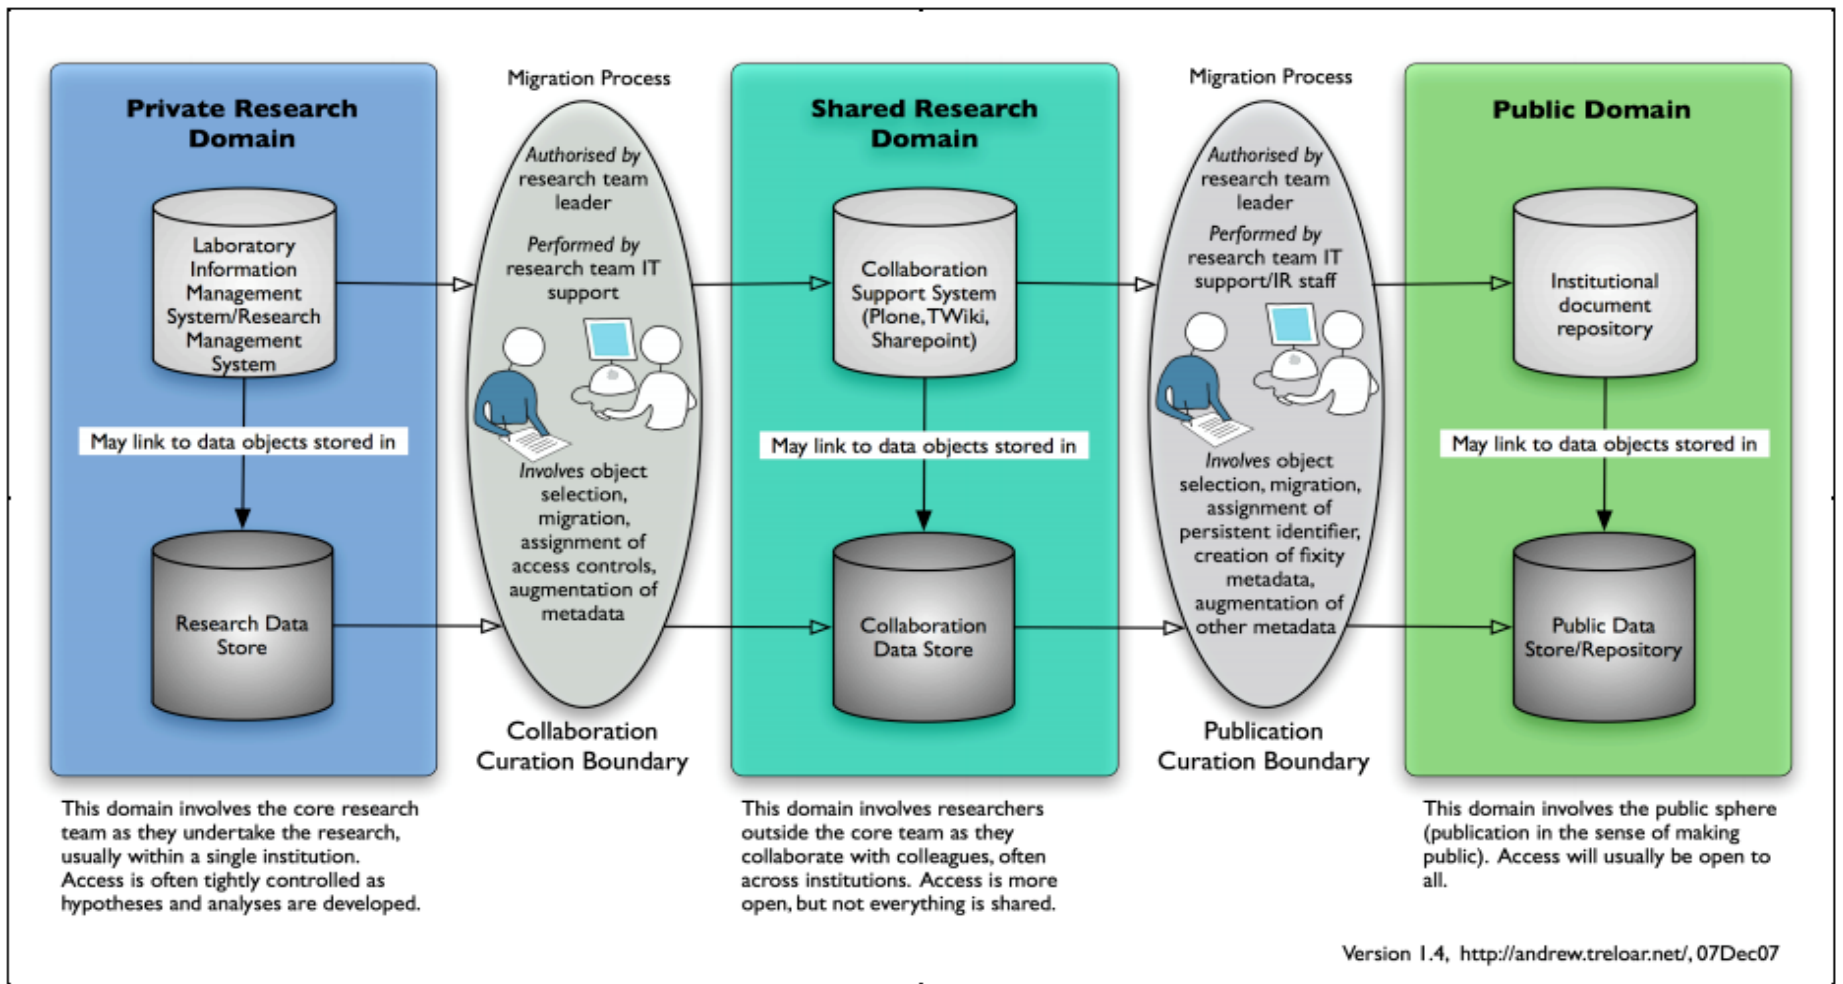 Private Research
Domain
Laboratory
Information
Management
System/Research
Management
System
May link to data objects stored in
Research Data
Store
This domain involves the core research
team as they undertake the research,
usually within a single institution.
Access is often tightly controlled as
hypotheses and analyses are developed.
Migration Process
Authorised by
research team
leader
Performed by
research team IT
support
Involves object
selection,
migration,
assignment of
access controls,
augmentation of
metadata
Collaboration
Curation Boundary
Shared Research
Domain
Collaboration
Support System
(Plone, TWiki,
Sharepoint)
May link to data objects stored in
Collaboration
Data Store
This domain involves researchers
outside the core team as they
collaborate with colleagues, often
across institutions. Access is more
open, but not everything is shared.
Migration Process
Authorised by
research team
leader
Performed by
research team IT
support/IR staff
Involves object
selection, migration,
assignment of
persistent identifier,
creation of fixity
metadata,
augmentation of
other metadata
Publication
Curation Boundary
Public Domain
Institutional
document
repository
May link to data objects stored in
Public Data
Store/Repository
This domain involves the public sphere
(publication in the sense of making
public). Access will usually be open to
all.
Version 1.4, http://andrew.treloar.net/, 07Dec07